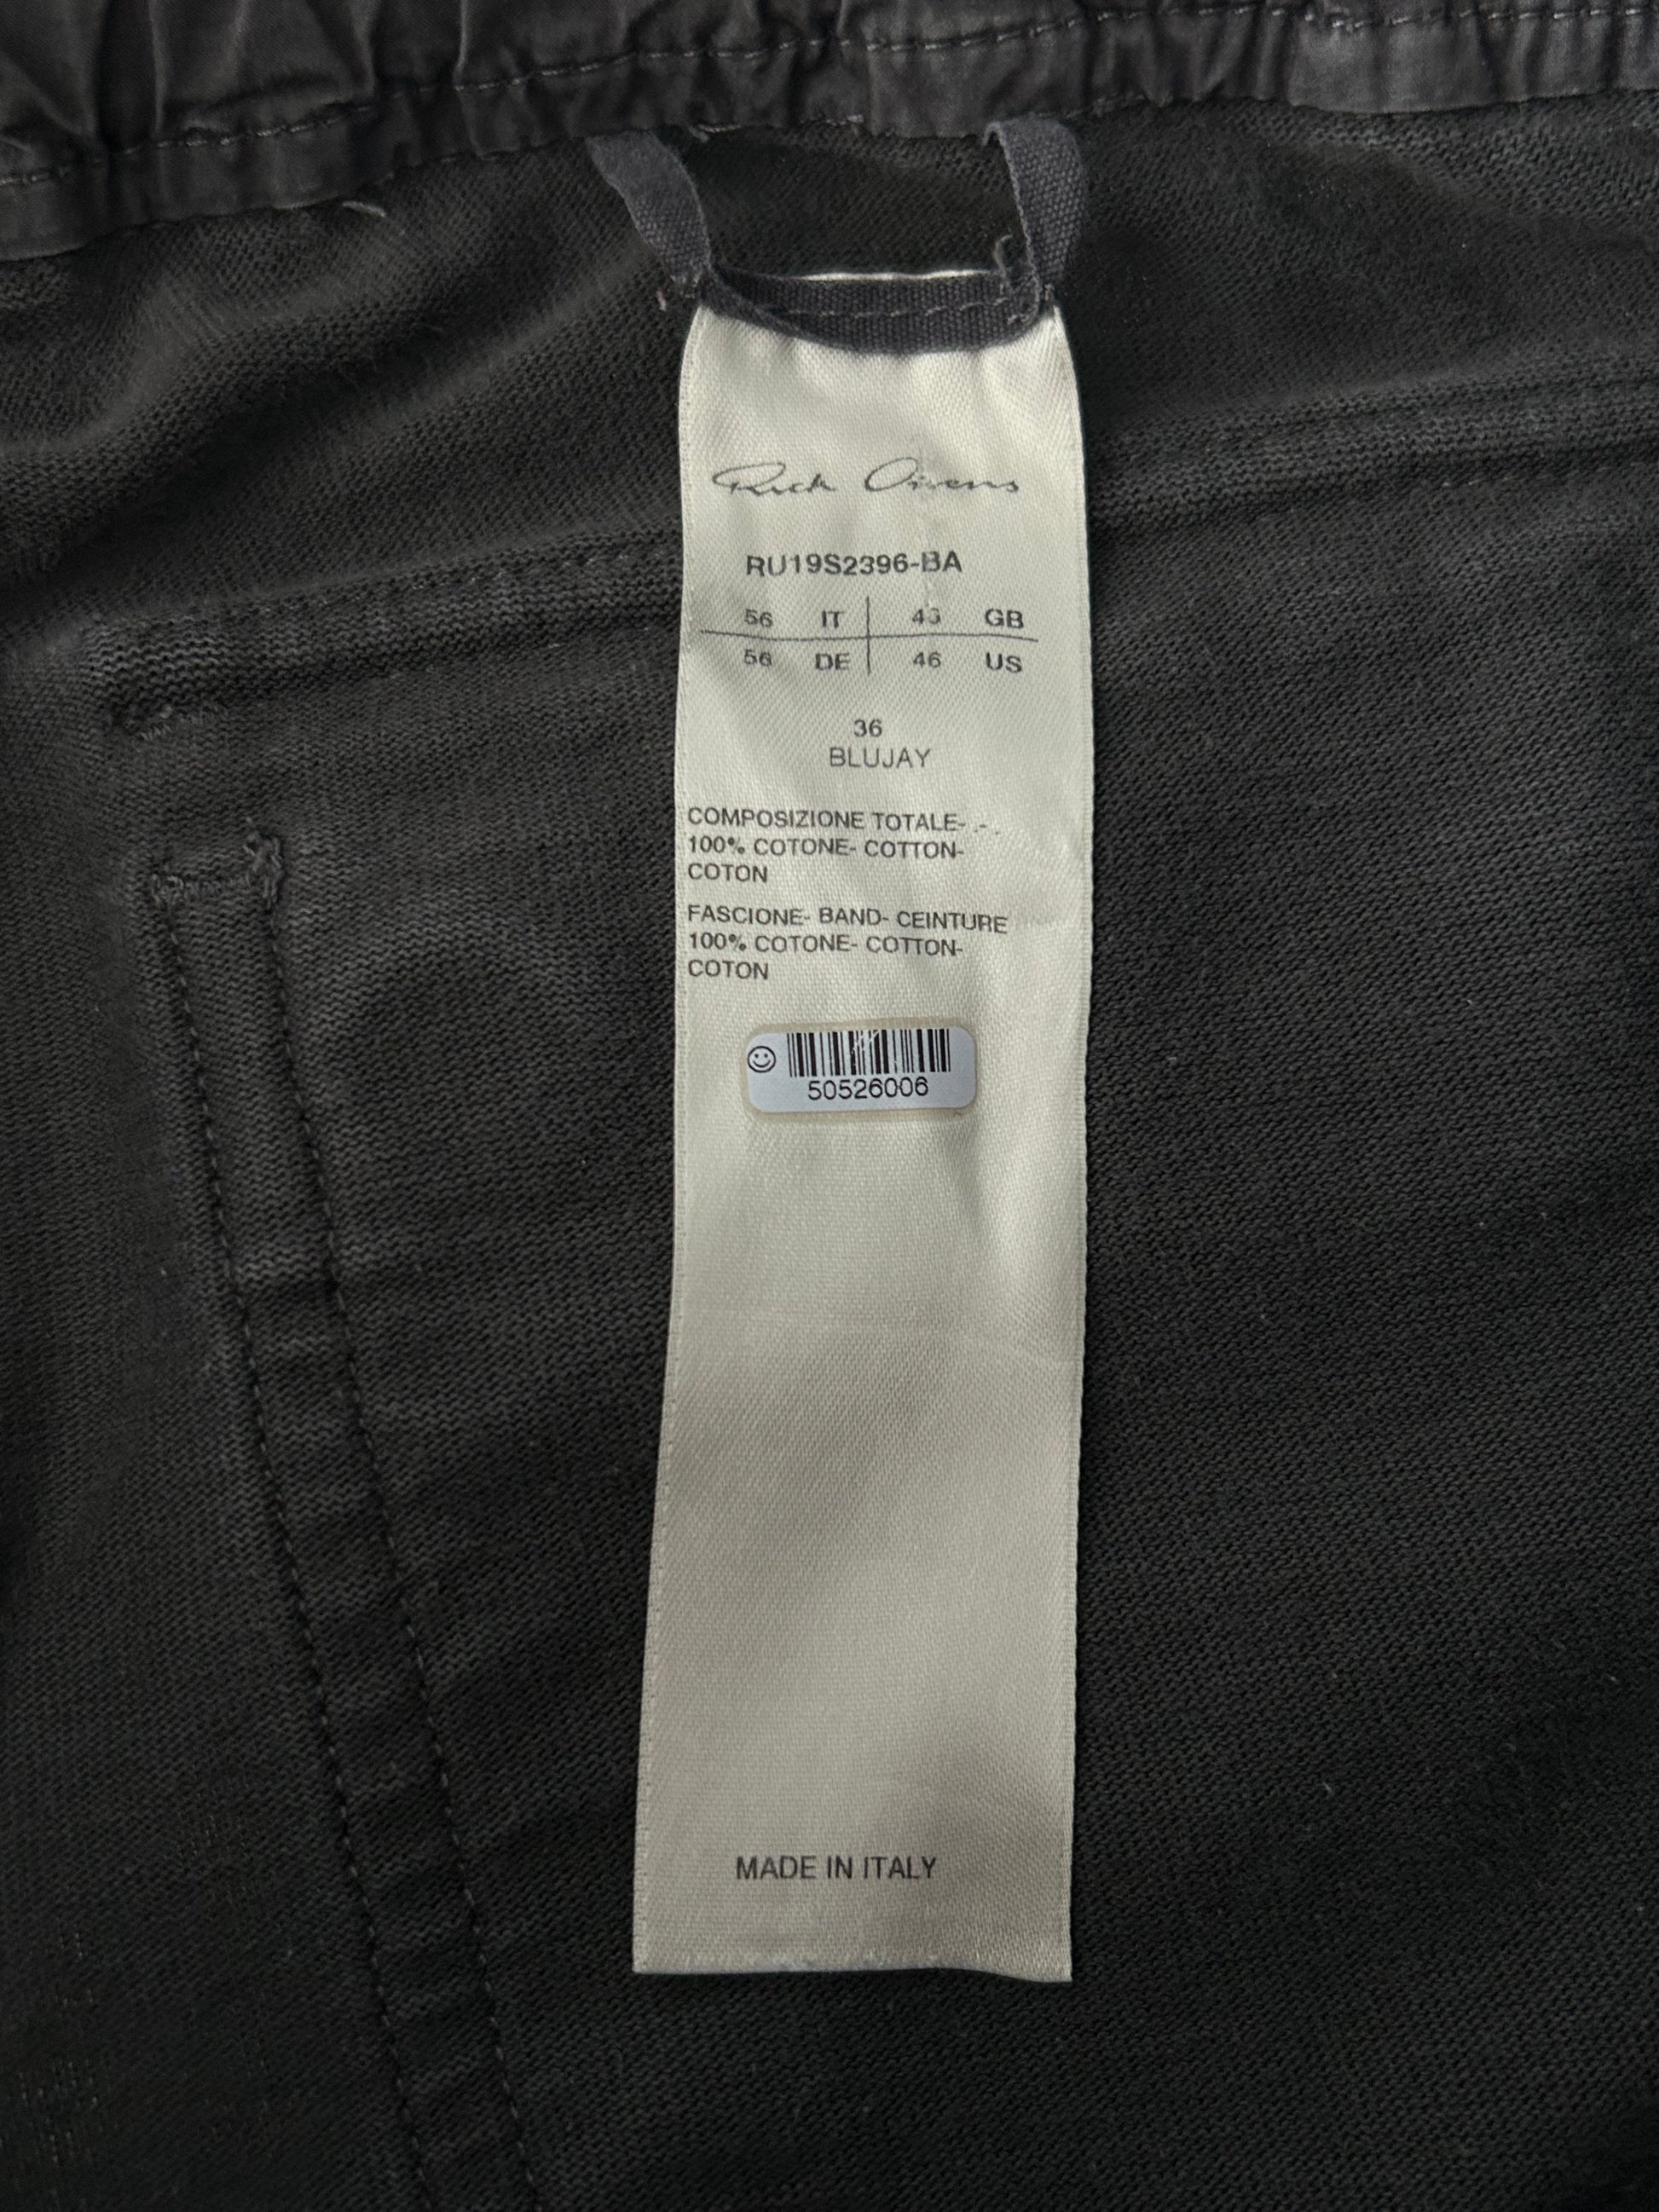 Rick Owens
RU19S2396-BA
56 IT 46 GB
56 DE 46 US
36
BLUJAY
COMPOSIZIONE TOTALE- .- .
100% COTONE- COTTON-
COTON
FASCIONE- BAND- CEINTURE
100% COTONE- COTTON-
COTON
50526006
MADE IN ITALY